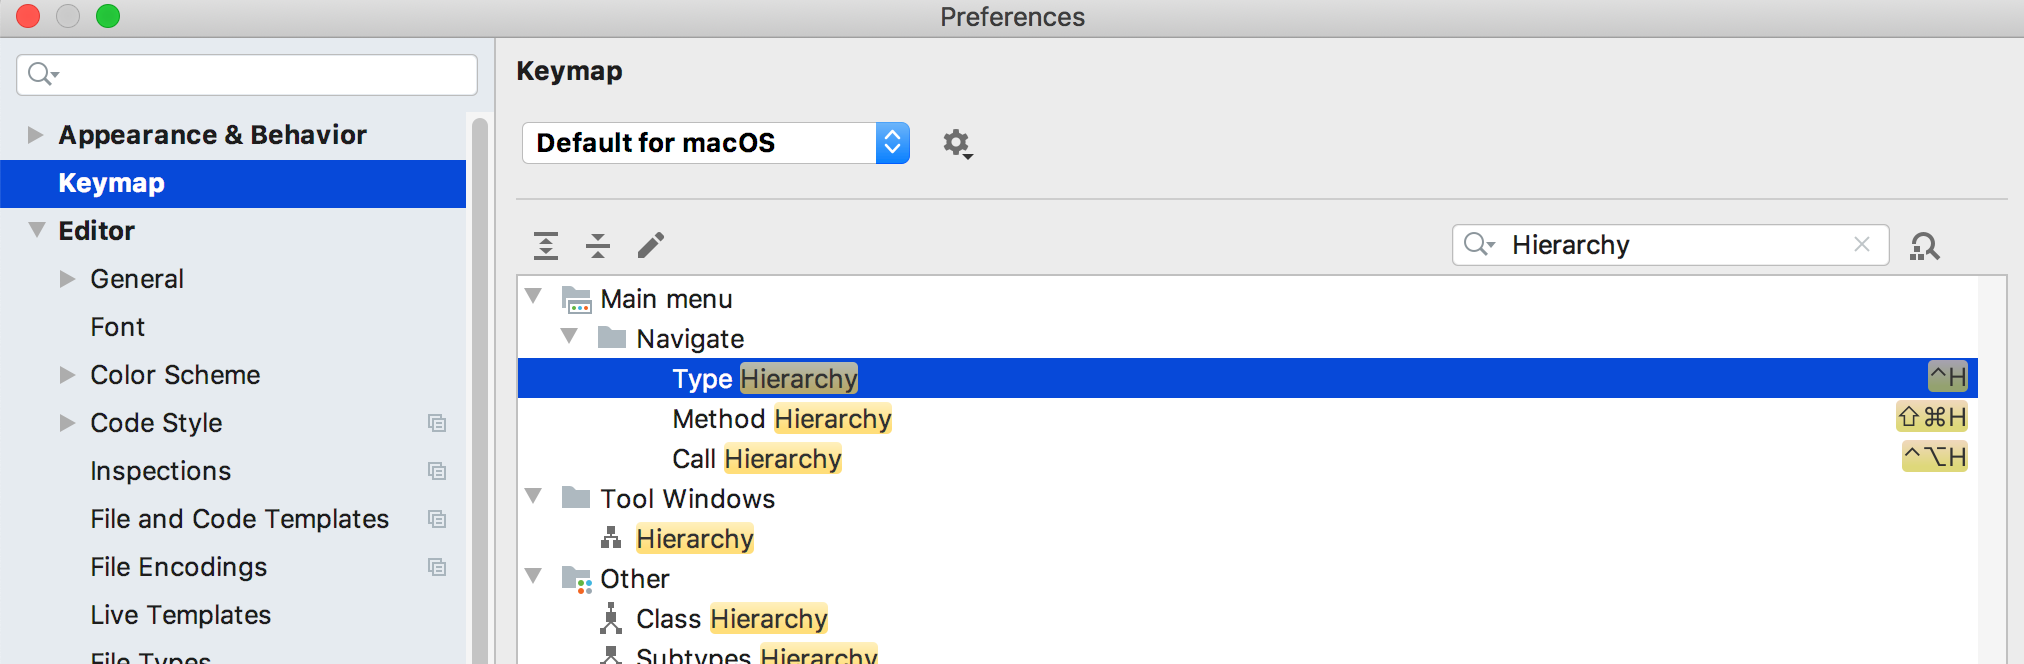 Preferences
Appearance & Behavior
Keymap
Editor
General
Font
Color Scheme
Code Style
Inspections
File and Code Templates
File Encodings
Live Templates
File Types
Keymap
Default for macOS
Hierarchy
Main menu
Navigate
Type Hierarchy ^H
Method Hierarchy ⇧⌘H
Call Hierarchy ^⌥H
Tool Windows
Hierarchy
Other
Class Hierarchy
Subtypes Hierarchy